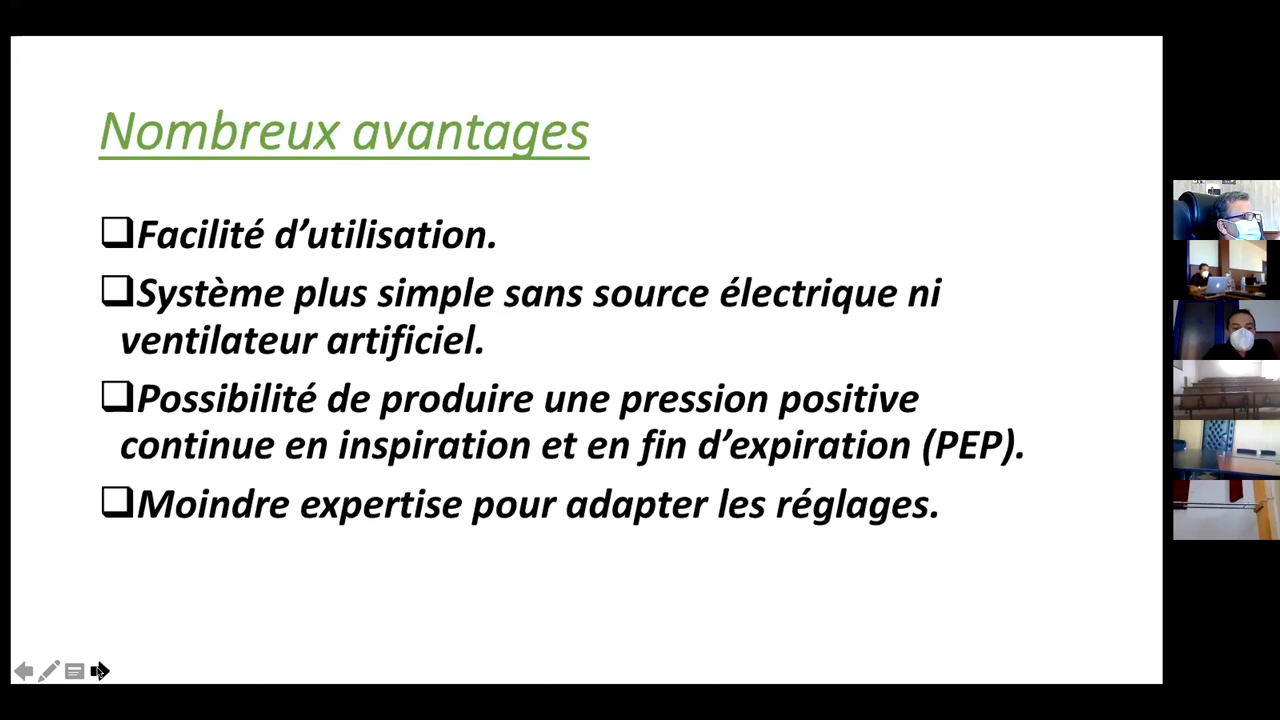 Nombreux avantages
❑Facilité d’utilisation.
❑Système plus simple sans source électrique ni
ventilateur artificiel.
❑Possibilité de produire une pression positive
continue en inspiration et en fin d’expiration (PEP).
❑Moindre expertise pour adapter les réglages.